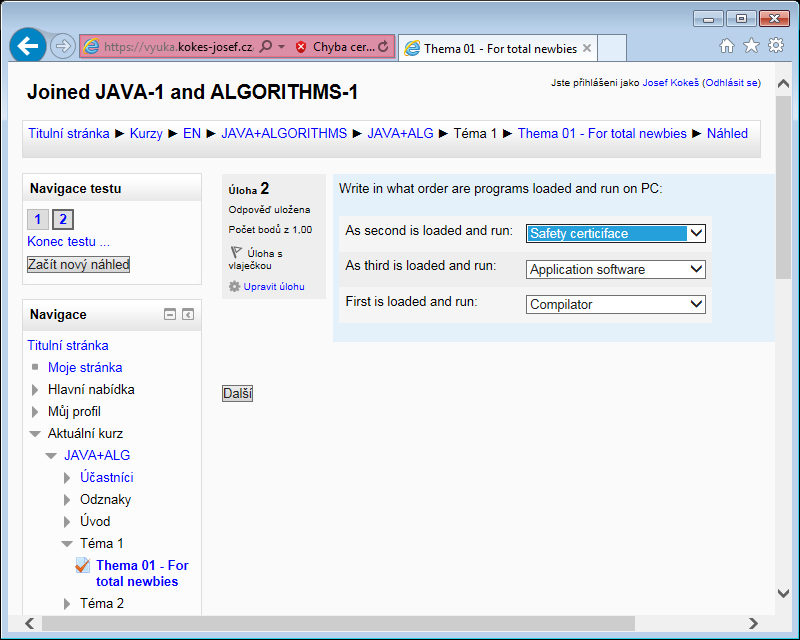 https://vyuka.kokes-josef.cz
Chyba cer...
Thema 01 - For total newbies
Joined JAVA-1 and ALGORITHMS-1
Jste přihlášeni jako Josef Kokeš (Odhlásit se)
Titulní stránka ► Kurzy ► EN ► JAVA+ALGORITHMS ► JAVA+ALG ► Téma 1 ► Thema 01 - For total newbies ► Náhled
Navigace testu
1 2
Konec testu ...
Začít nový náhled
Navigace
Titulní stránka
Moje stránka
Hlavní nabídka
Můj profil
Aktuální kurz
JAVA+ALG
Účastníci
Odznaky
Úvod
Téma 1
Thema 01 - For
total newbies
Téma 2
Úloha 2
Odpověď uložena
Počet bodů z 1,00
Úloha s
vlaječkou
Upravit úlohu
Write in what order are programs loaded and run on PC:
As second is loaded and run: Safety certiciface
As third is loaded and run: Application software
First is loaded and run: Compilator
Další